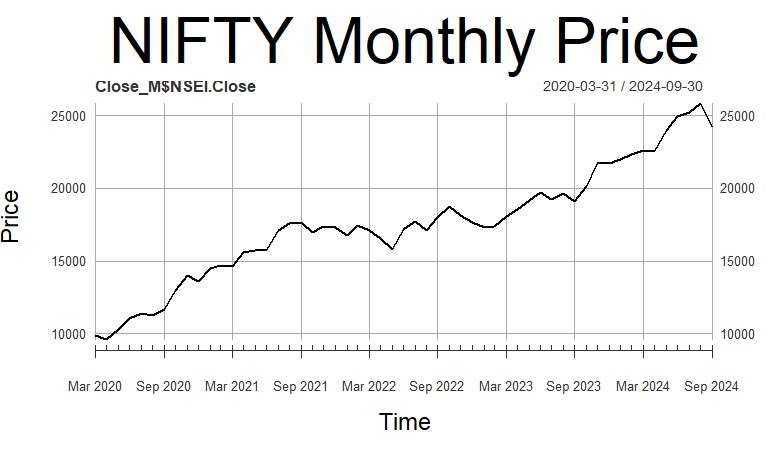 NIFTY Monthly Price
Close_M$NSEI.Close 2020-03-31 / 2024-09-30
25000 25000
20000 20000
15000 15000
10000 10000
Price
Mar 2020 Sep 2020 Mar 2021 Sep 2021 Mar 2022 Sep 2022 Mar 2023 Sep 2023 Mar 2024 Sep 2024
Time